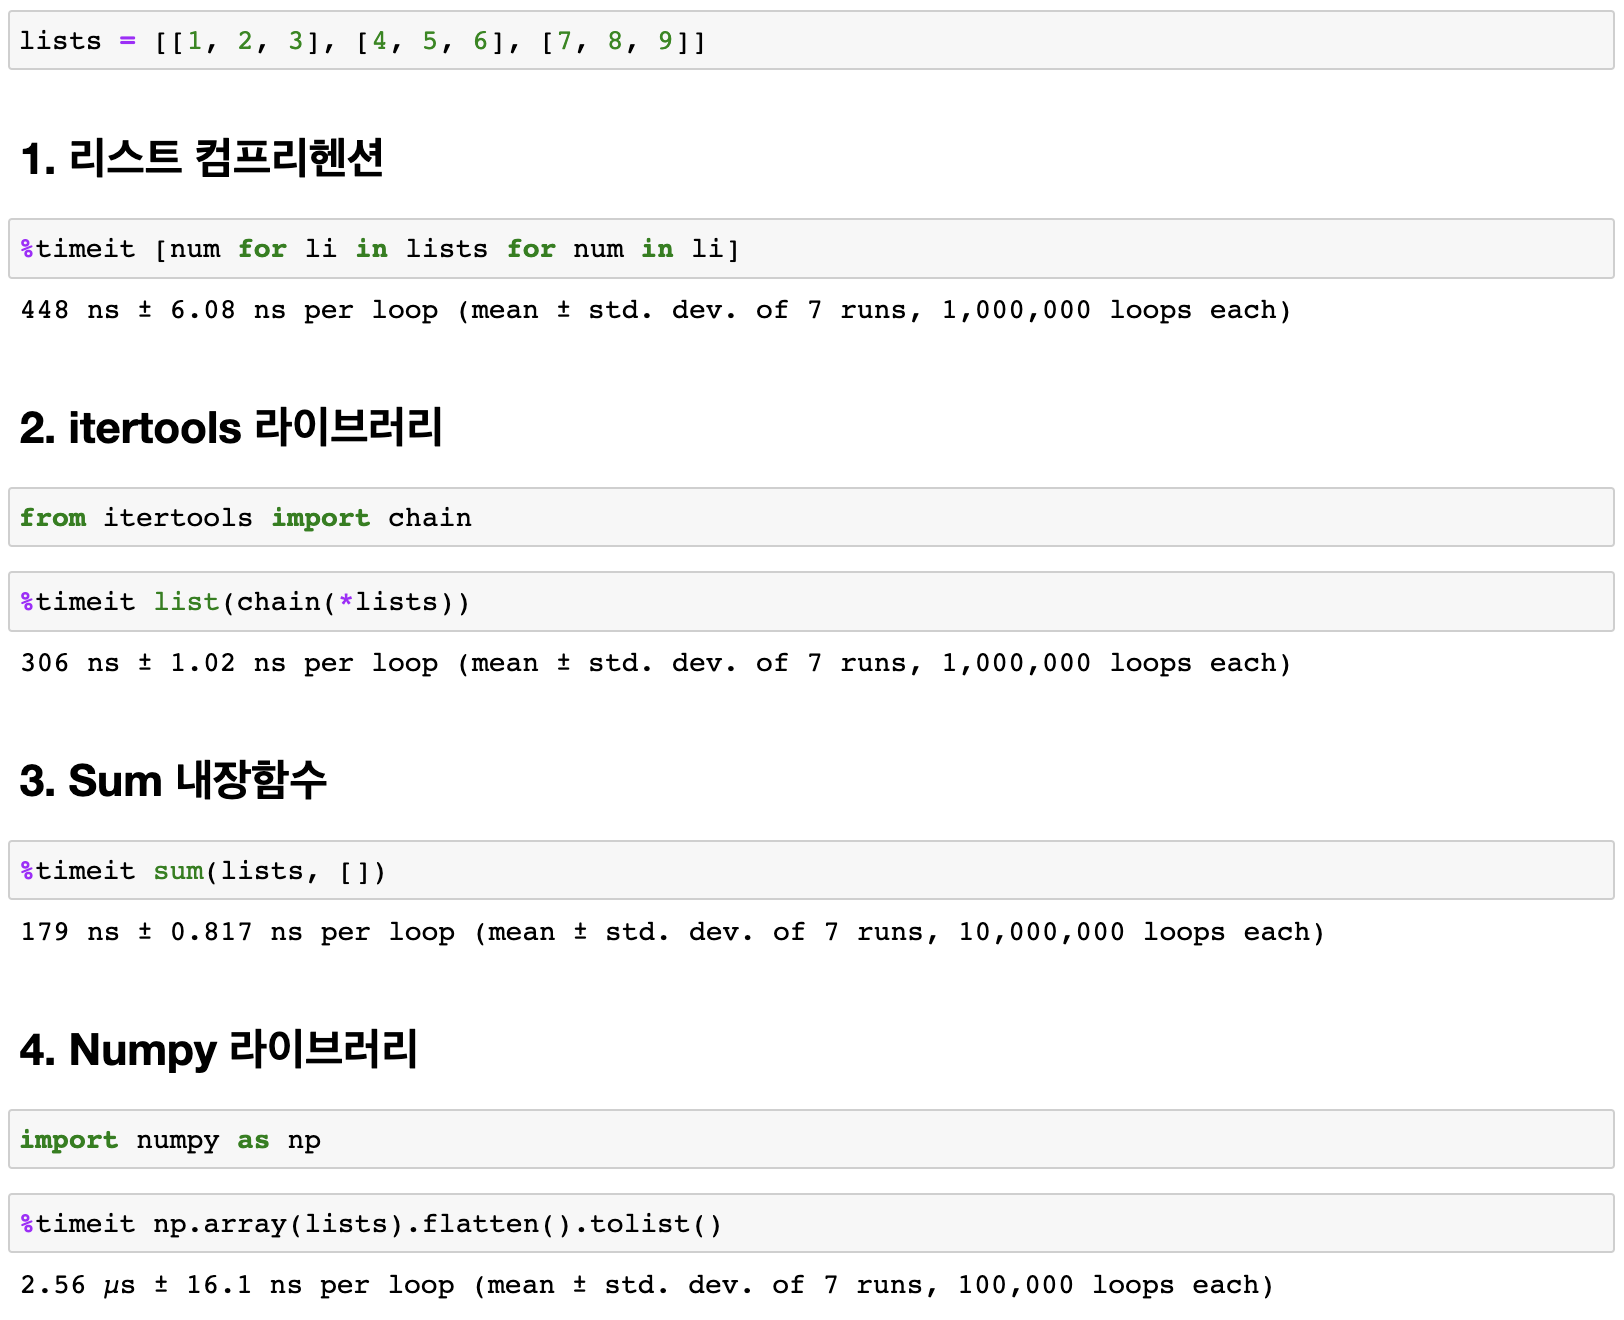 lists = [[1, 2, 3], [4, 5, 6], [7, 8, 9]]
1. 리스트 컴프리헨션
%timeit [num for li in lists for num in li]
448 ns ± 6.08 ns per loop (mean ± std. dev. of 7 runs, 1,000,000 loops each)
2. itertools 라이브러리
from itertools import chain
%timeit list(chain(*lists))
306 ns ± 1.02 ns per loop (mean ± std. dev. of 7 runs, 1,000,000 loops each)
3. Sum 내장함수
%timeit sum(lists, [])
179 ns ± 0.817 ns per loop (mean ± std. dev. of 7 runs, 10,000,000 loops each)
4. Numpy 라이브러리
import numpy as np
%timeit np.array(lists).flatten().tolist()
2.56 µs ± 16.1 ns per loop (mean ± std. dev. of 7 runs, 100,000 loops each)